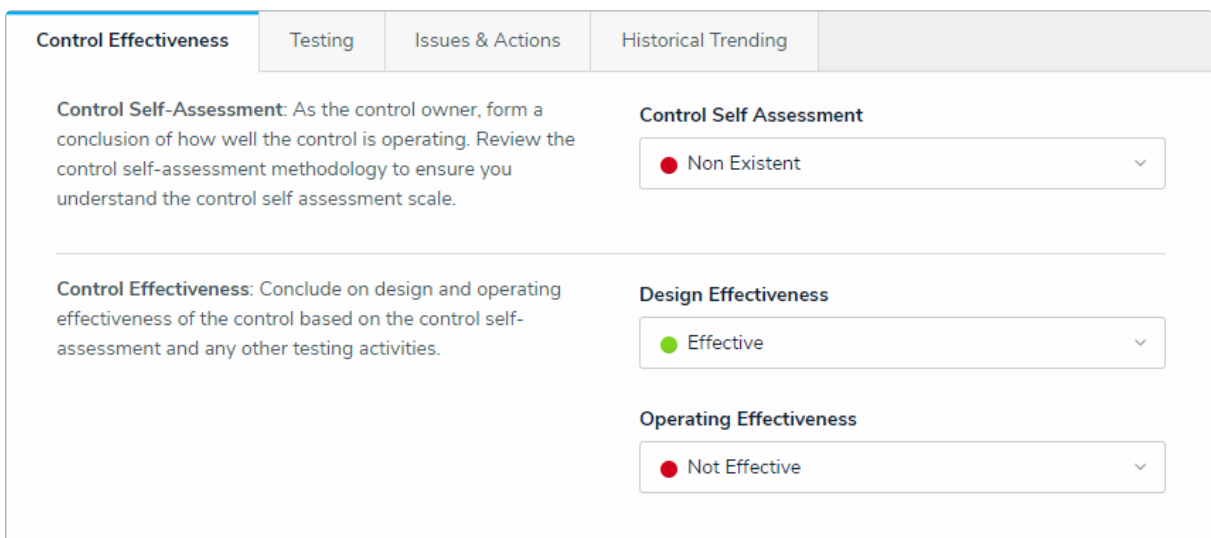 Control Effectiveness Testing Issues & Actions Historical Trending
Control Self-Assessment: As the control owner, form a
conclusion of how well the control is operating. Review the
control self-assessment methodology to ensure you
understand the control self assessment scale.
Control Self Assessment
Non Existent
Control Effectiveness: Conclude on design and operating
effectiveness of the control based on the control self-
assessment and any other testing activities.
Design Effectiveness
Effective
Operating Effectiveness
Not Effective